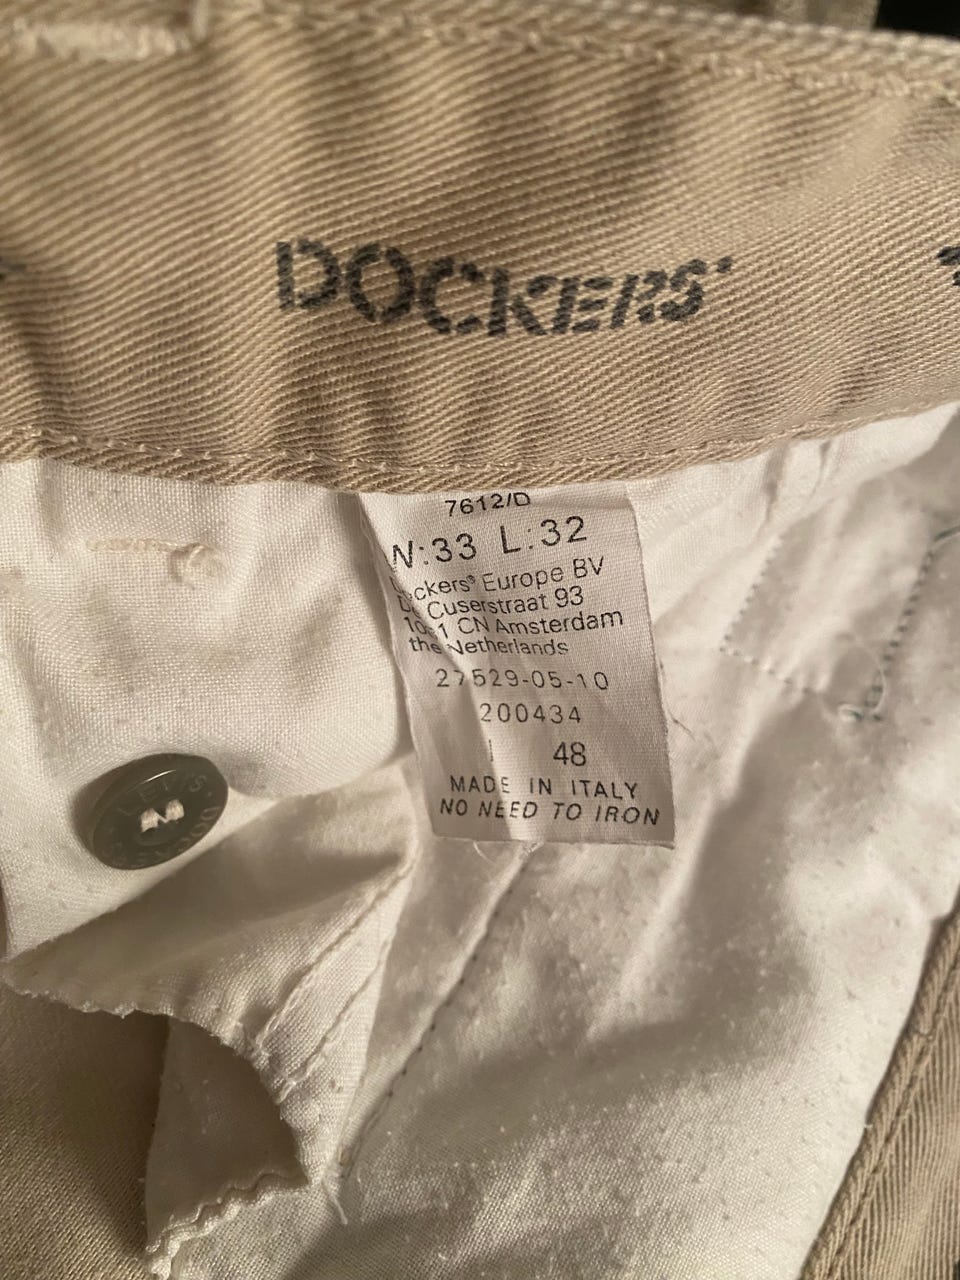 DOCKERS®
7612/D
W:33 L:32
Dockers® Europe BV
De Cuserstraat 93
CN Amsterdam
the Netherlands
27529-05-10
200434
48
MADE IN ITALY
NO NEED TO IRON